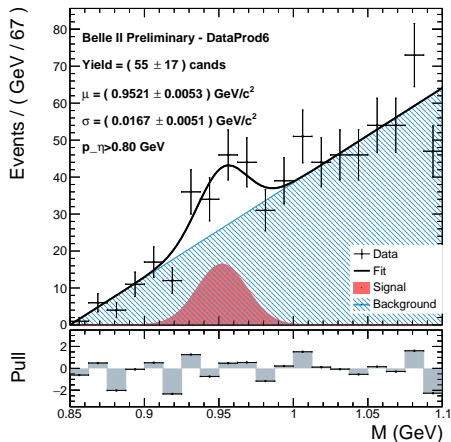 Belle II Preliminary - DataProd6
Yield = ( 55 ± 17 ) cands
μ = ( 0.9521 ± 0.0053 ) GeV/c²
σ = ( 0.0167 ± 0.0051 ) GeV/c²
p_η>0.80 GeV
Events / ( GeV / 67 )
80
70
60
50
40
30
20
10
0
Data
Fit
Signal
Background
Pull
2
0
−2
0.85 0.9 0.95 1 1.05 1.1
M (GeV)